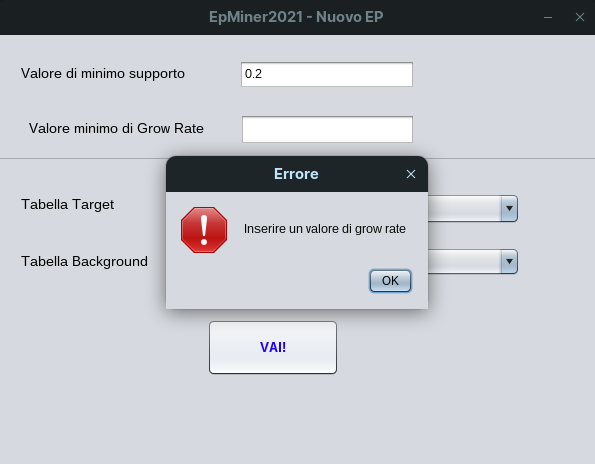 EpMiner2021 - Nuovo EP
Valore di minimo supporto
0.2
Valore minimo di Grow Rate
Errore
Tabella Target
Inserire un valore di grow rate
Tabella Background
OK
VAI!